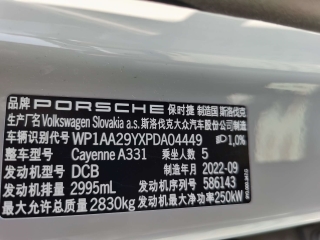 品牌 PORSCHE 保时捷 制造国 斯洛伐克
生产厂名 Volkswagen Slovakia a.s. 斯洛伐克大众汽车股份公司制造
车辆识别代号 WP1AA29YXPDA04449 1,0%
整车型号 Cayenne A331 乘坐人数 5
发动机型号 DCB 制造年月 2022-09
发动机排量 2995mL 发动机序列号 586143
最大允许总质量 2830kg 发动机最大净功率 250kW